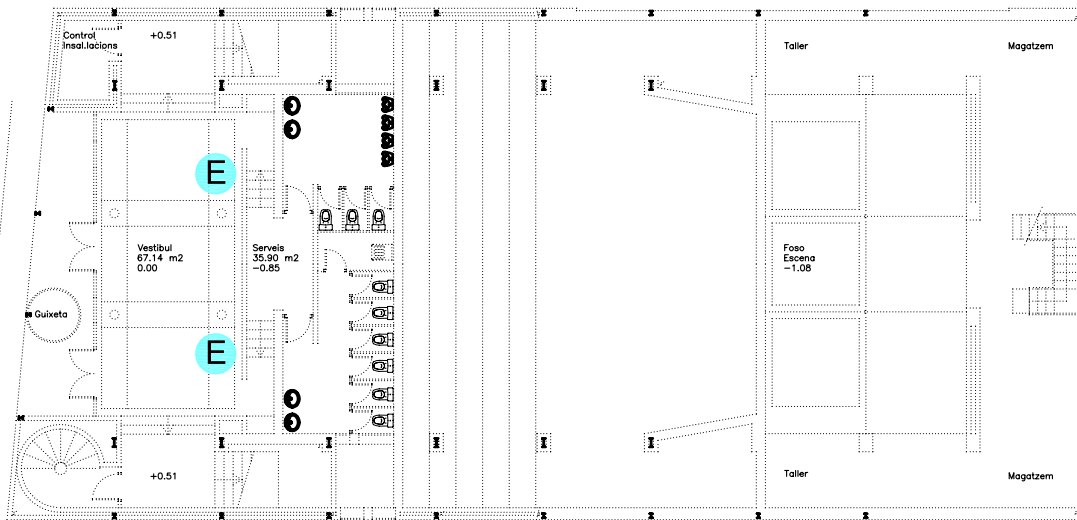 Control
Insal.lacions
+0.51
Taller
Magatzem
E
Vestibul
67.14 m2
0.00
Serveis
35.90 m2
-0.85
Foso
Escena
-1.08
Guixeta
E
+0.51
Taller
Magatzem